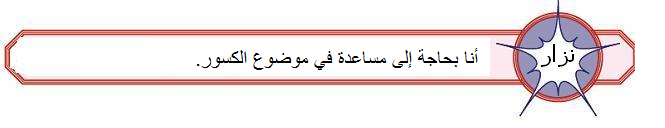 نزار
أنا بحاجة إلى مساعدة في موضوع الكسور.